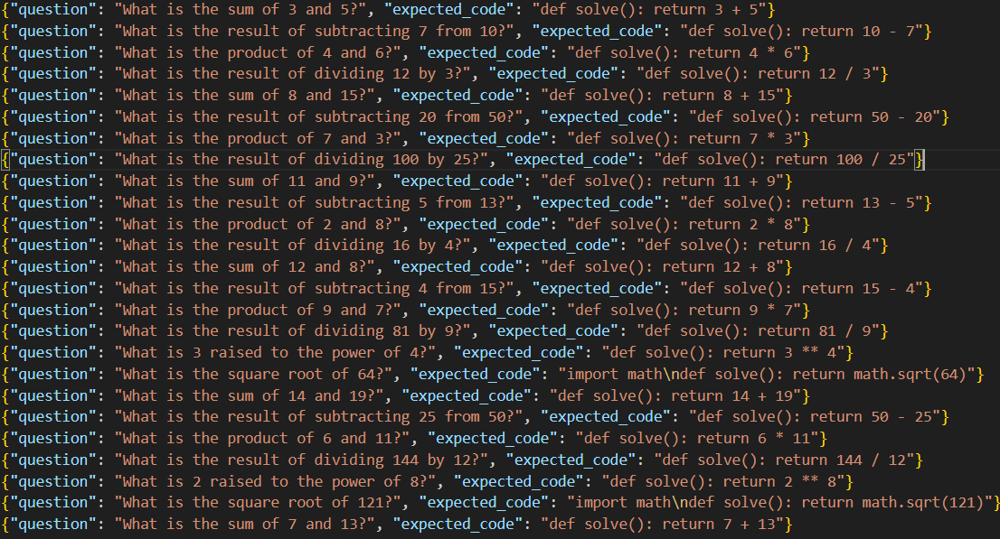 {"question": "What is the sum of 3 and 5?", "expected_code": "def solve(): return 3 + 5"}
{"question": "What is the result of subtracting 7 from 10?", "expected_code": "def solve(): return 10 - 7"}
{"question": "What is the product of 4 and 6?", "expected_code": "def solve(): return 4 * 6"}
{"question": "What is the result of dividing 12 by 3?", "expected_code": "def solve(): return 12 / 3"}
{"question": "What is the sum of 8 and 15?", "expected_code": "def solve(): return 8 + 15"}
{"question": "What is the result of subtracting 20 from 50?", "expected_code": "def solve(): return 50 - 20"}
{"question": "What is the product of 7 and 3?", "expected_code": "def solve(): return 7 * 3"}
{"question": "What is the result of dividing 100 by 25?", "expected_code": "def solve(): return 100 / 25"}
{"question": "What is the sum of 11 and 9?", "expected_code": "def solve(): return 11 + 9"}
{"question": "What is the result of subtracting 5 from 13?", "expected_code": "def solve(): return 13 - 5"}
{"question": "What is the product of 2 and 8?", "expected_code": "def solve(): return 2 * 8"}
{"question": "What is the result of dividing 16 by 4?", "expected_code": "def solve(): return 16 / 4"}
{"question": "What is the sum of 12 and 8?", "expected_code": "def solve(): return 12 + 8"}
{"question": "What is the result of subtracting 4 from 15?", "expected_code": "def solve(): return 15 - 4"}
{"question": "What is the product of 9 and 7?", "expected_code": "def solve(): return 9 * 7"}
{"question": "What is the result of dividing 81 by 9?", "expected_code": "def solve(): return 81 / 9"}
{"question": "What is 3 raised to the power of 4?", "expected_code": "def solve(): return 3 ** 4"}
{"question": "What is the square root of 64?", "expected_code": "import math\ndef solve(): return math.sqrt(64)"}
{"question": "What is the sum of 14 and 19?", "expected_code": "def solve(): return 14 + 19"}
{"question": "What is the result of subtracting 25 from 50?", "expected_code": "def solve(): return 50 - 25"}
{"question": "What is the product of 6 and 11?", "expected_code": "def solve(): return 6 * 11"}
{"question": "What is the result of dividing 144 by 12?", "expected_code": "def solve(): return 144 / 12"}
{"question": "What is 2 raised to the power of 8?", "expected_code": "def solve(): return 2 ** 8"}
{"question": "What is the square root of 121?", "expected_code": "import math\ndef solve(): return math.sqrt(121)"}
{"question": "What is the sum of 7 and 13?", "expected_code": "def solve(): return 7 + 13"}